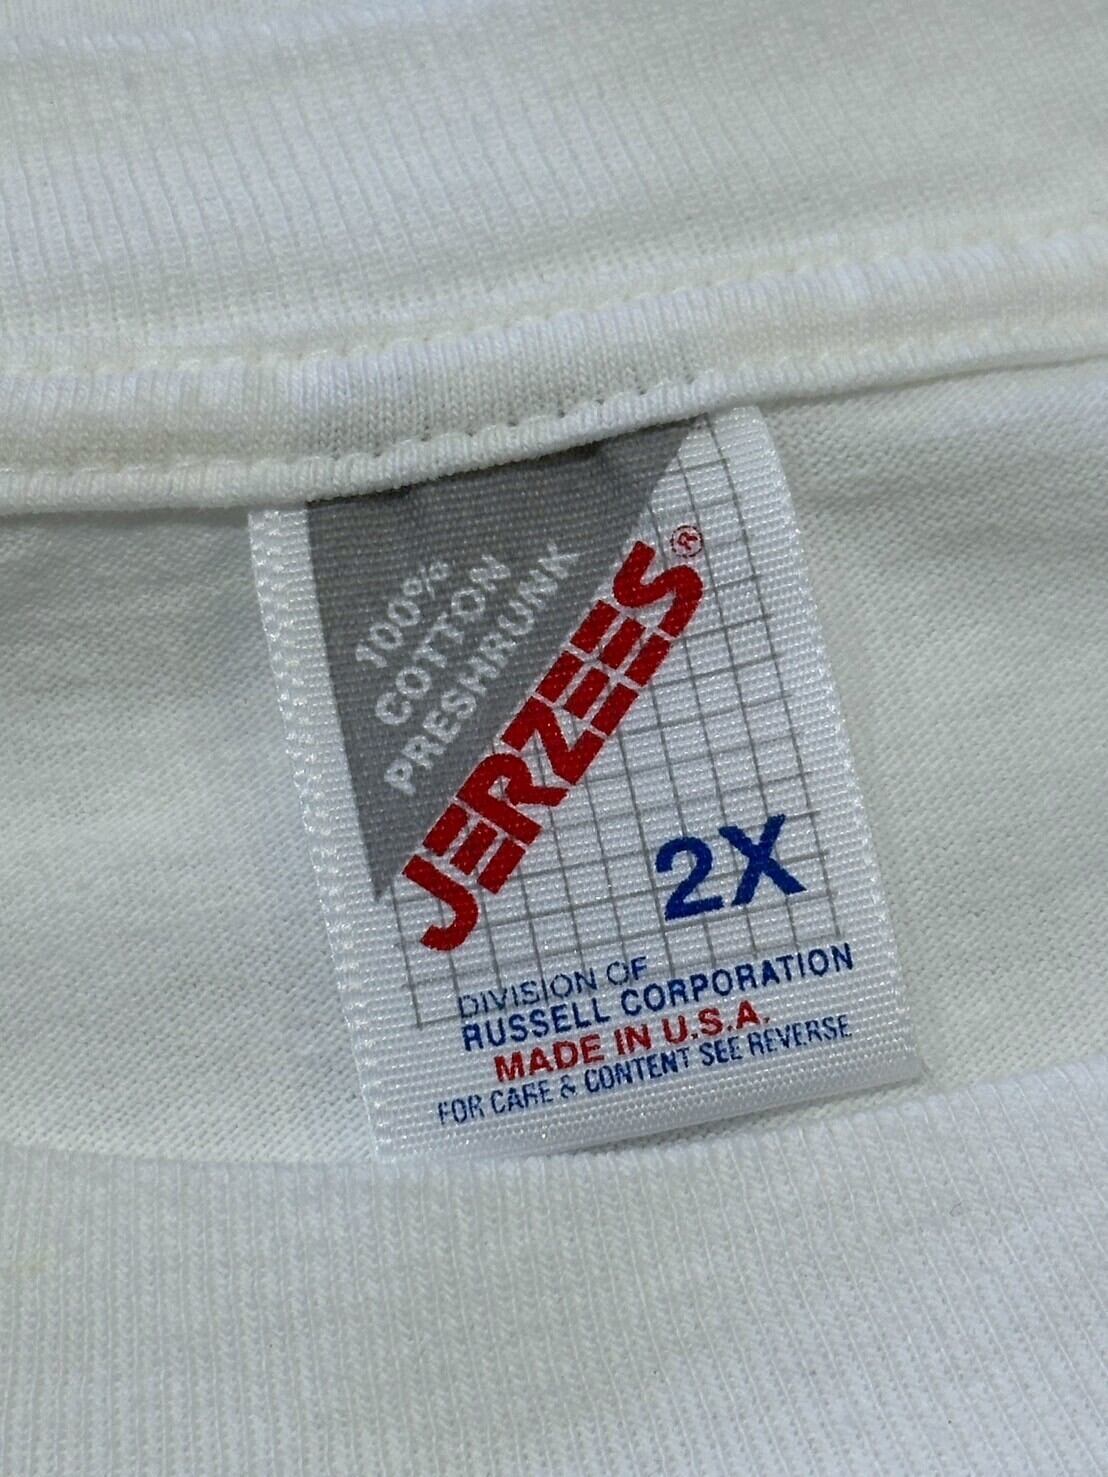 100%
COTTON
PRESHRUNK
JERZEES®
2X
DIVISION OF
RUSSELL CORPORATION
MADE IN U.S.A.
FOR CARE & CONTENT SEE REVERSE